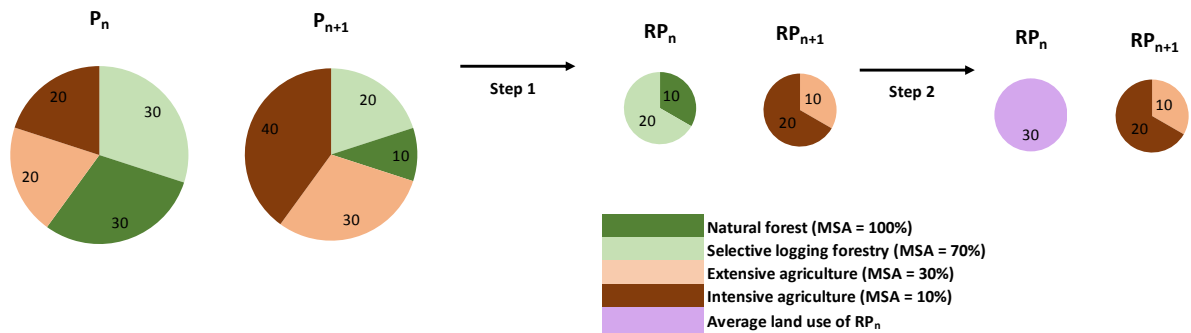 Pₙ
Pₙ₊₁
20
30
20
30
20
40
10
30
Step 1
RPₙ
RPₙ₊₁
10
20
10
20
Step 2
RPₙ
RPₙ₊₁
30
10
20
Natural forest (MSA = 100%)
Selective logging forestry (MSA = 70%)
Extensive agriculture (MSA = 30%)
Intensive agriculture (MSA = 10%)
Average land use of RPₙ